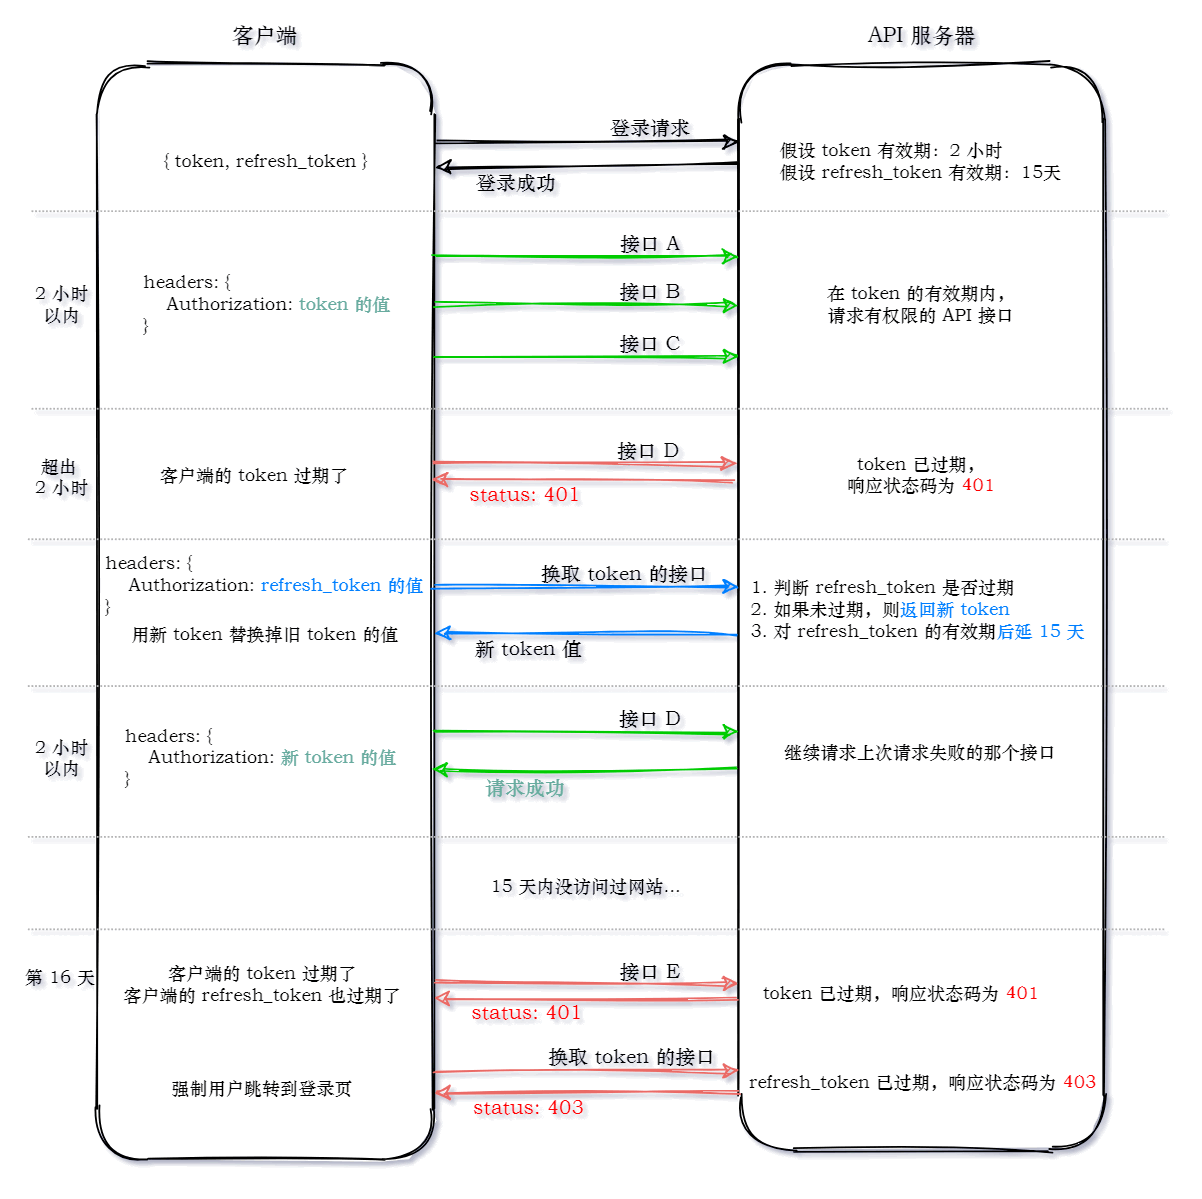 客户端
API 服务器
登录请求
{ token, refresh_token }
假设 token 有效期：2 小时
假设 refresh_token 有效期：15天
登录成功
2 小时
以内
headers: {
Authorization: token 的值
}
接口 A
接口 B
接口 C
在 token 的有效期内，
请求有权限的 API 接口
超出
2 小时
客户端的 token 过期了
接口 D
status: 401
token 已过期，
响应状态码为 401
headers: {
Authorization: refresh_token 的值
}
用新 token 替换掉旧 token 的值
换取 token 的接口
新 token 值
1. 判断 refresh_token 是否过期
2. 如果未过期，则返回新 token
3. 对 refresh_token 的有效期后延 15 天
2 小时
以内
headers: {
Authorization: 新 token 的值
}
接口 D
请求成功
继续请求上次请求失败的那个接口
15 天内没访问过网站...
第 16 天
客户端的 token 过期了
客户端的 refresh_token 也过期了
接口 E
status: 401
token 已过期，响应状态码为 401
强制用户跳转到登录页
换取 token 的接口
status: 403
refresh_token 已过期，响应状态码为 403